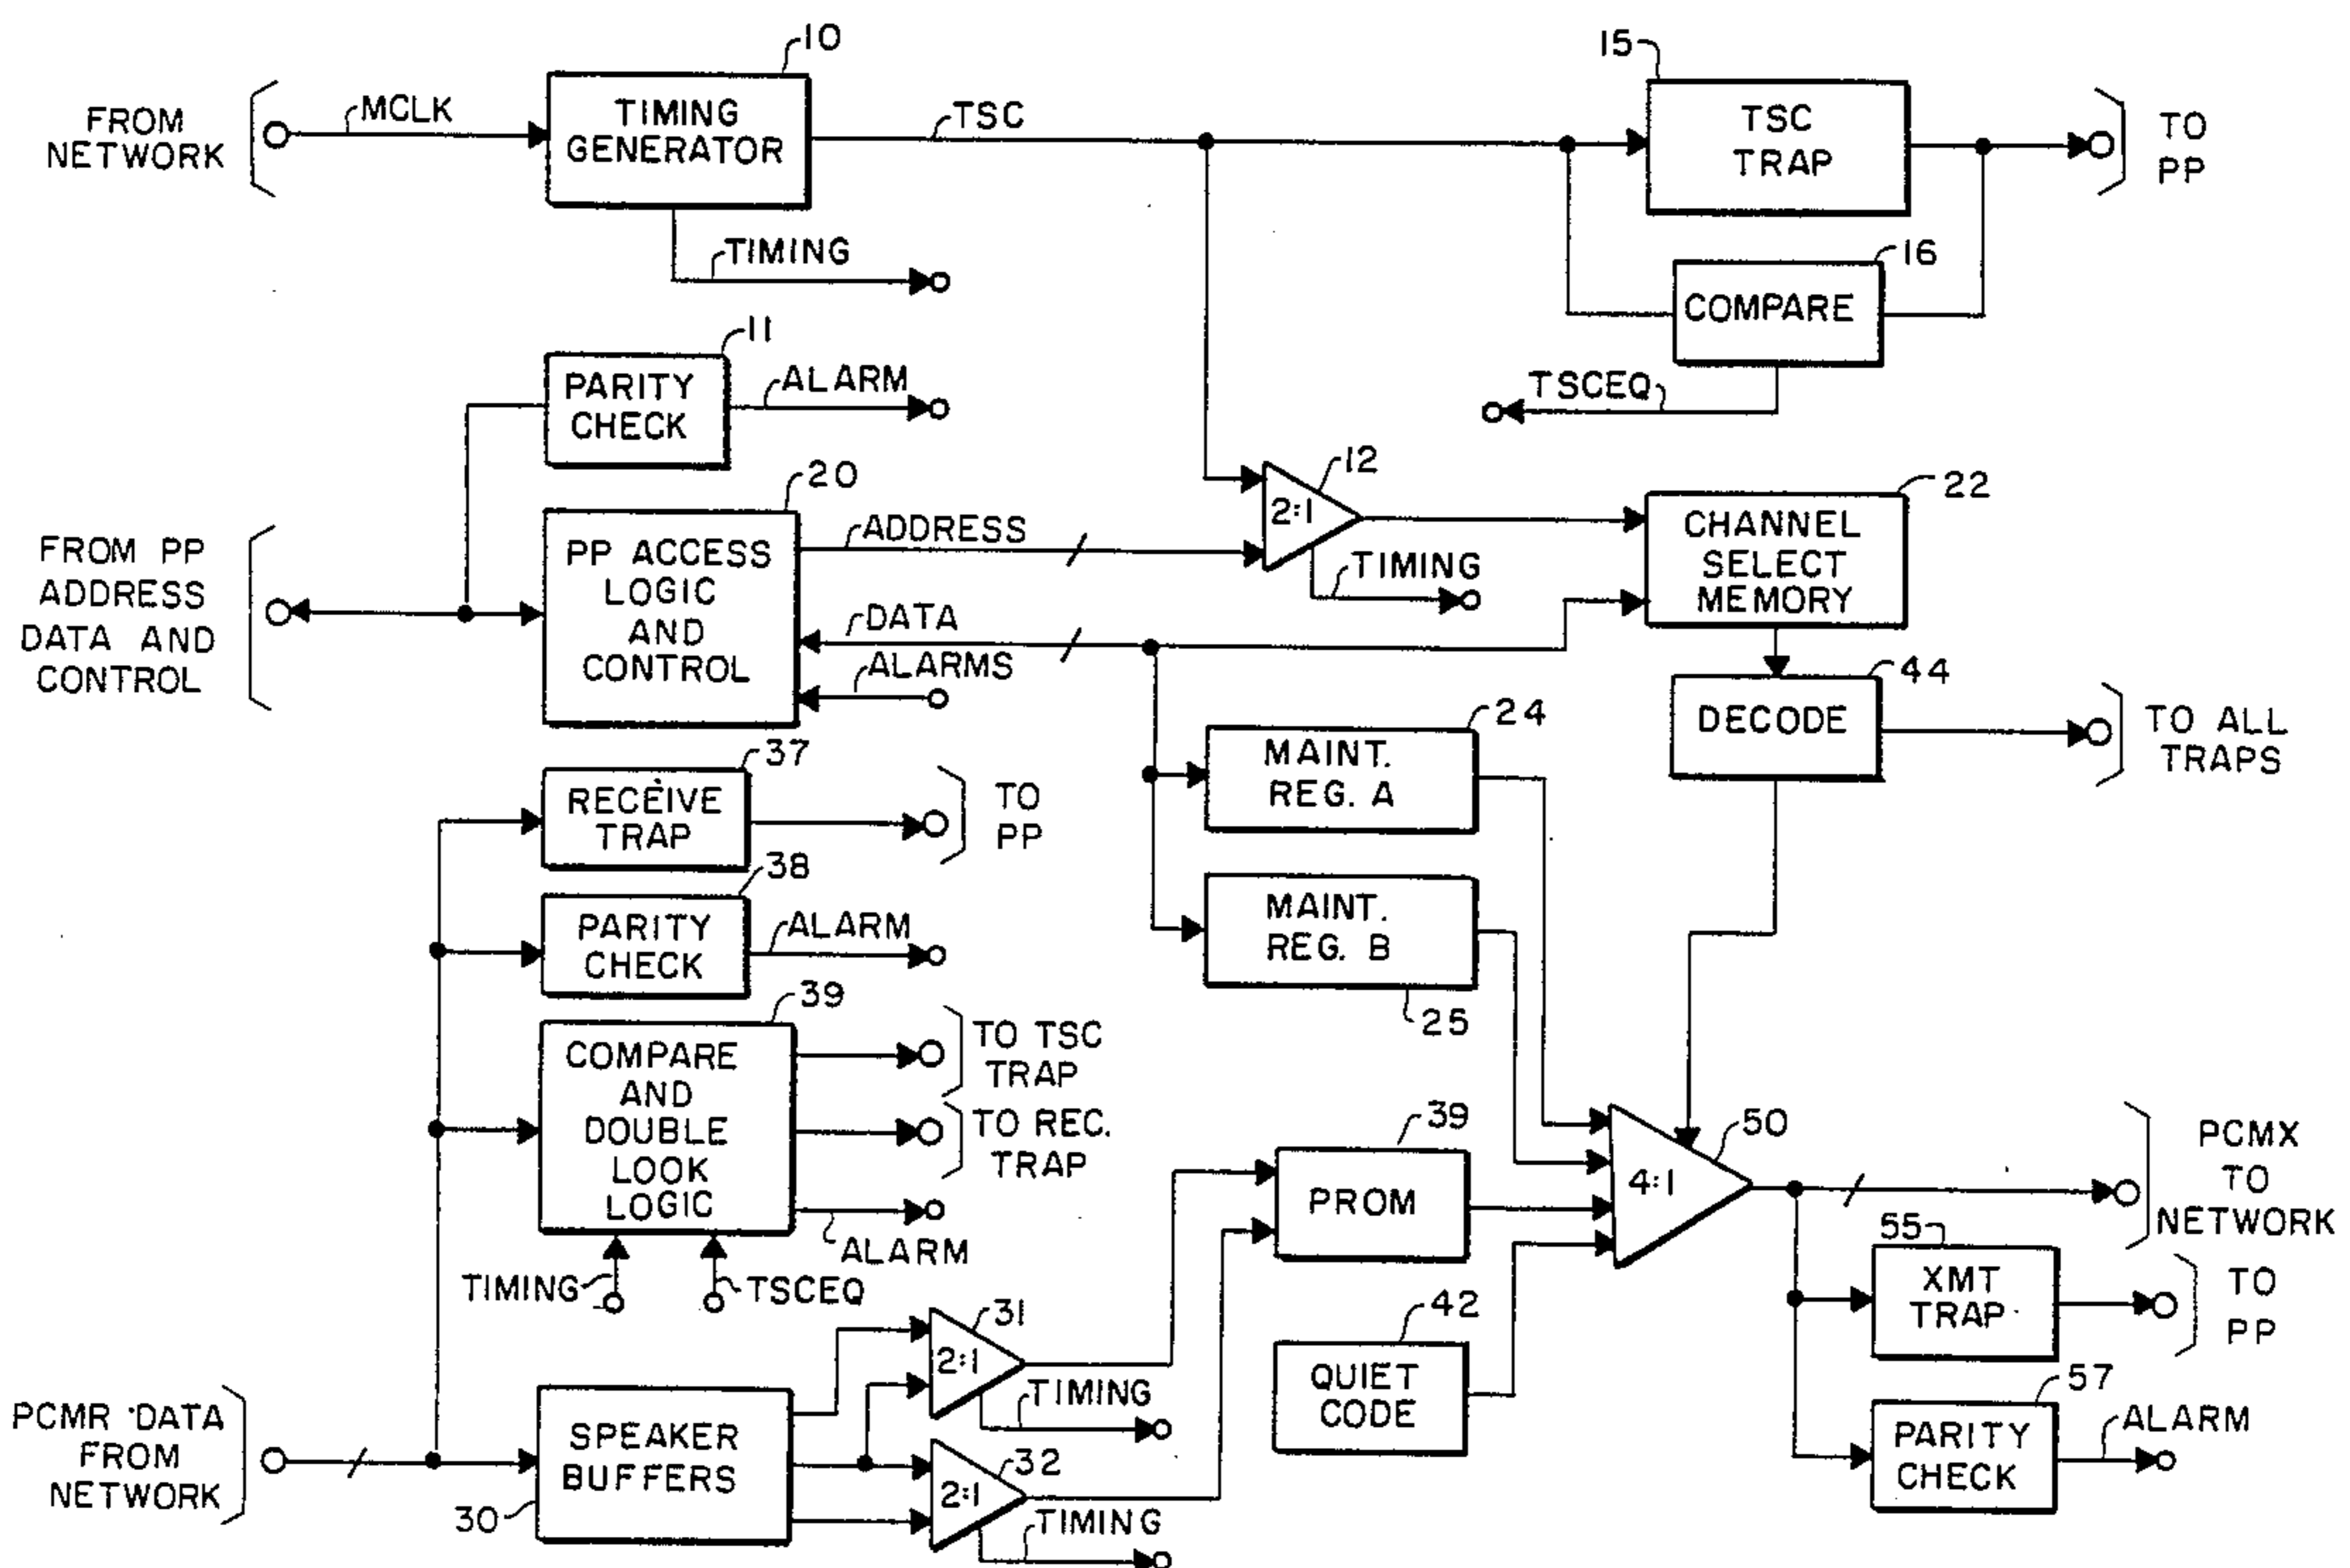 10
15
FROM
NETWORK
MCLK
TIMING
GENERATOR
TSC
TSC
TRAP
TO
PP
TIMING
16
COMPARE
TSCEQ
11
PARITY
CHECK
ALARM
12
2:1
TIMING
20
FROM PP
ADDRESS
DATA AND
CONTROL
PP ACCESS
LOGIC
AND
CONTROL
ADDRESS
DATA
ALARMS
22
CHANNEL
SELECT
MEMORY
44
DECODE
TO ALL
TRAPS
24
MAINT.
REG. A
MAINT.
REG. B
25
37
RECEIVE
TRAP
TO
PP
38
PARITY
CHECK
ALARM
39
COMPARE
AND
DOUBLE
LOOK
LOGIC
TO TSC
TRAP
TO REC.
TRAP
ALARM
TIMING
TSCEQ
39
PROM
50
4:1
PCMX
TO
NETWORK
55
XMT
TRAP
TO
PP
42
QUIET
CODE
57
PARITY
CHECK
ALARM
31
2:1
TIMING
PCMR DATA
FROM
NETWORK
SPEAKER
BUFFERS
30
32
2:1
TIMING